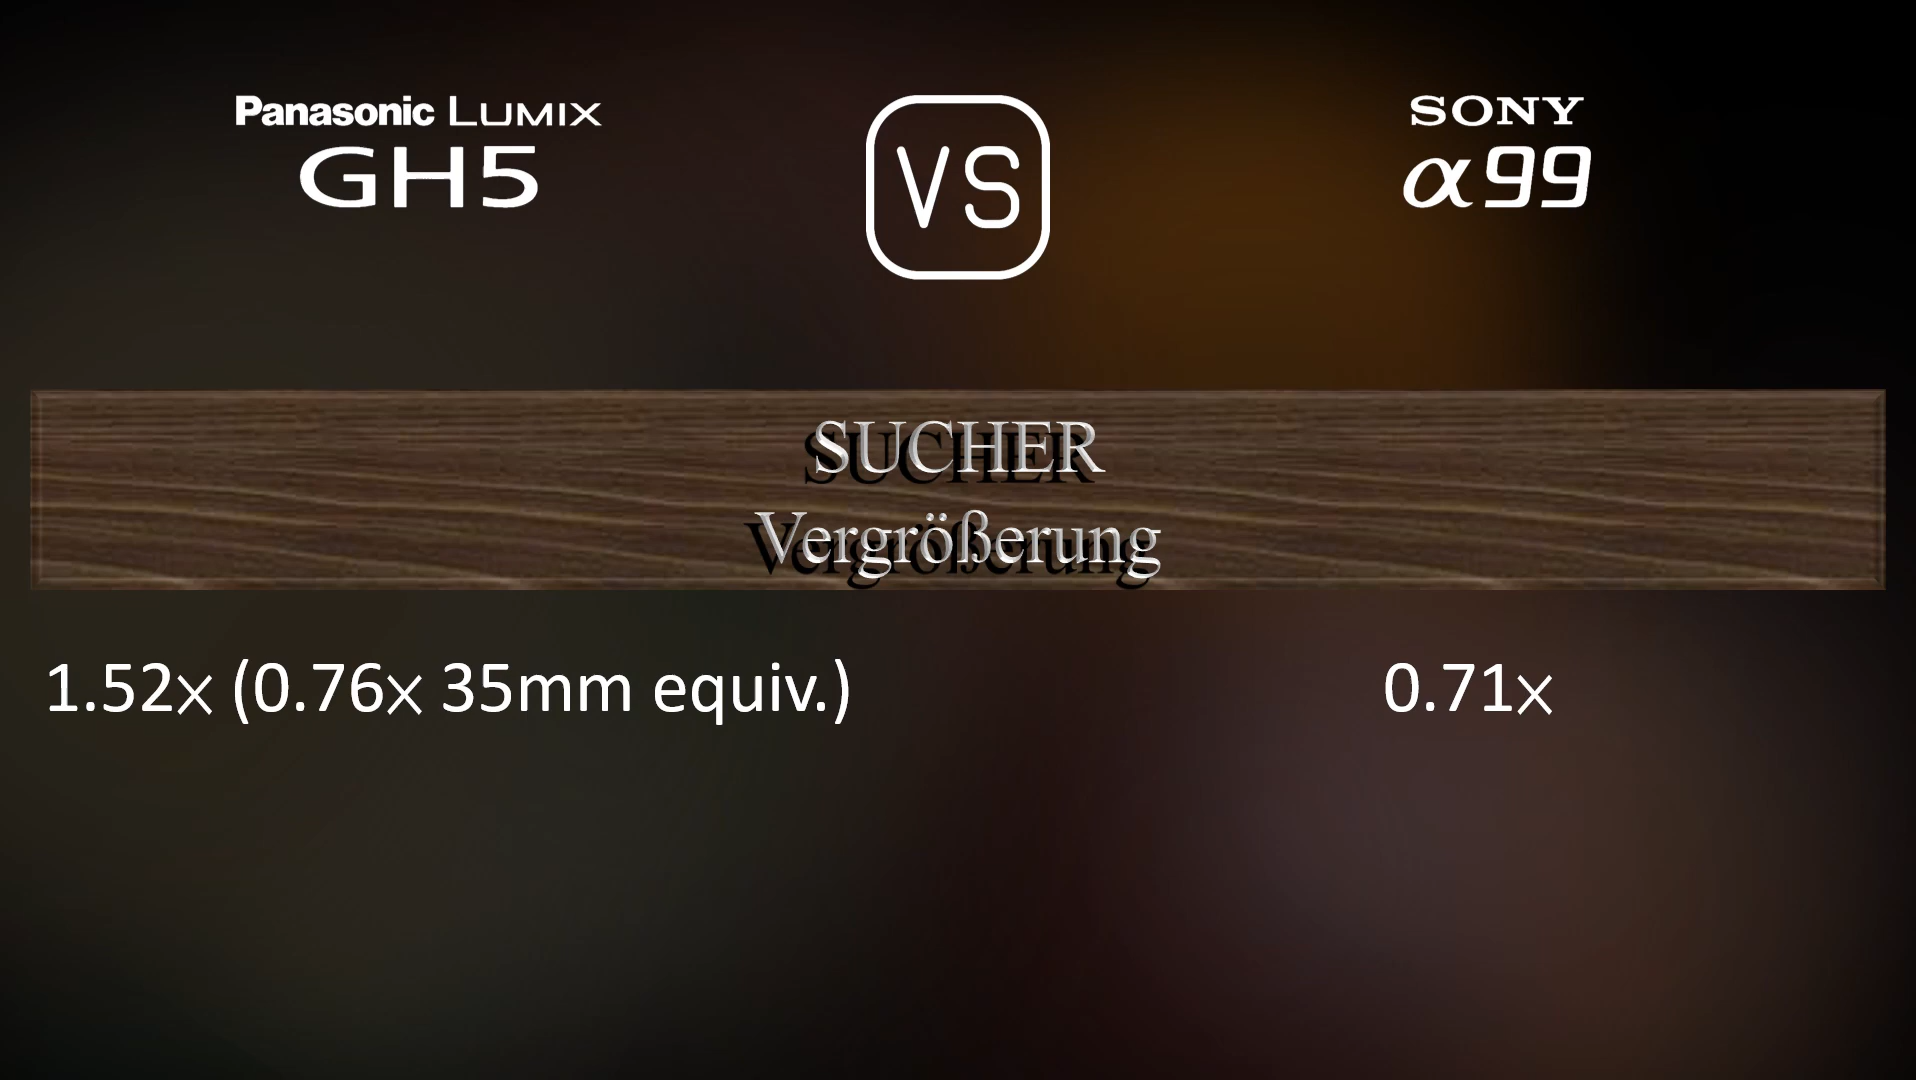 Panasonic LUMIX
GH5
VS
SONY
α99
SUCHER
Vergrößerung
1.52x (0.76x 35mm equiv.)
0.71x